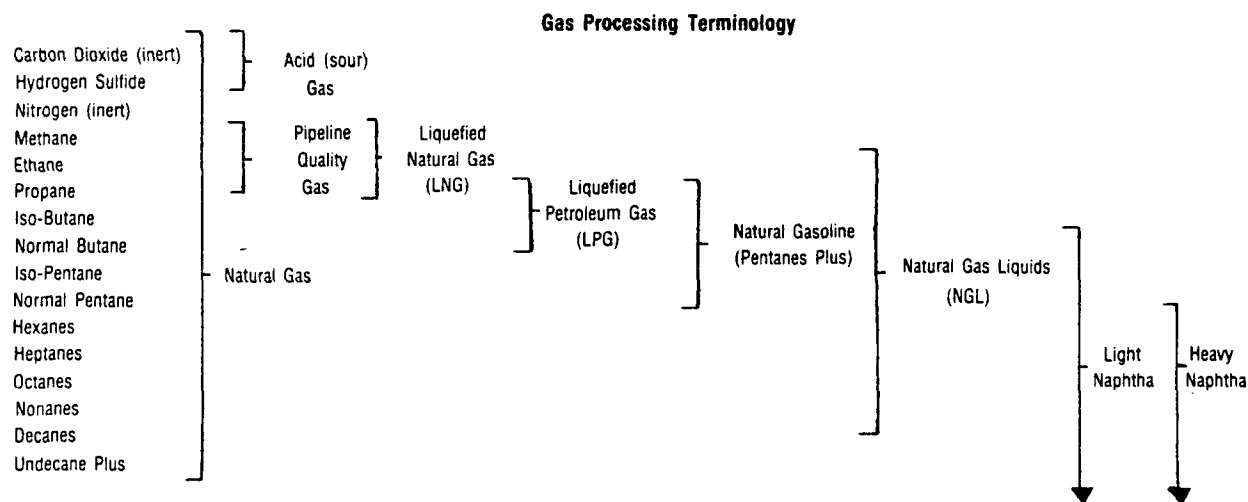 Gas Processing Terminology
Carbon Dioxide (inert)
Hydrogen Sulfide
Nitrogen (inert)
Methane
Ethane
Propane
Iso-Butane
Normal Butane
Iso-Pentane
Normal Pentane
Hexanes
Heptanes
Octanes
Nonanes
Decanes
Undecane Plus
Natural Gas
Acid (sour)
Gas
Pipeline
Quality
Gas
Liquefied
Natural Gas
(LNG)
Liquefied
Petroleum Gas
(LPG)
Natural Gasoline
(Pentanes Plus)
Natural Gas Liquids
(NGL)
Light
Naphtha
Heavy
Naphtha